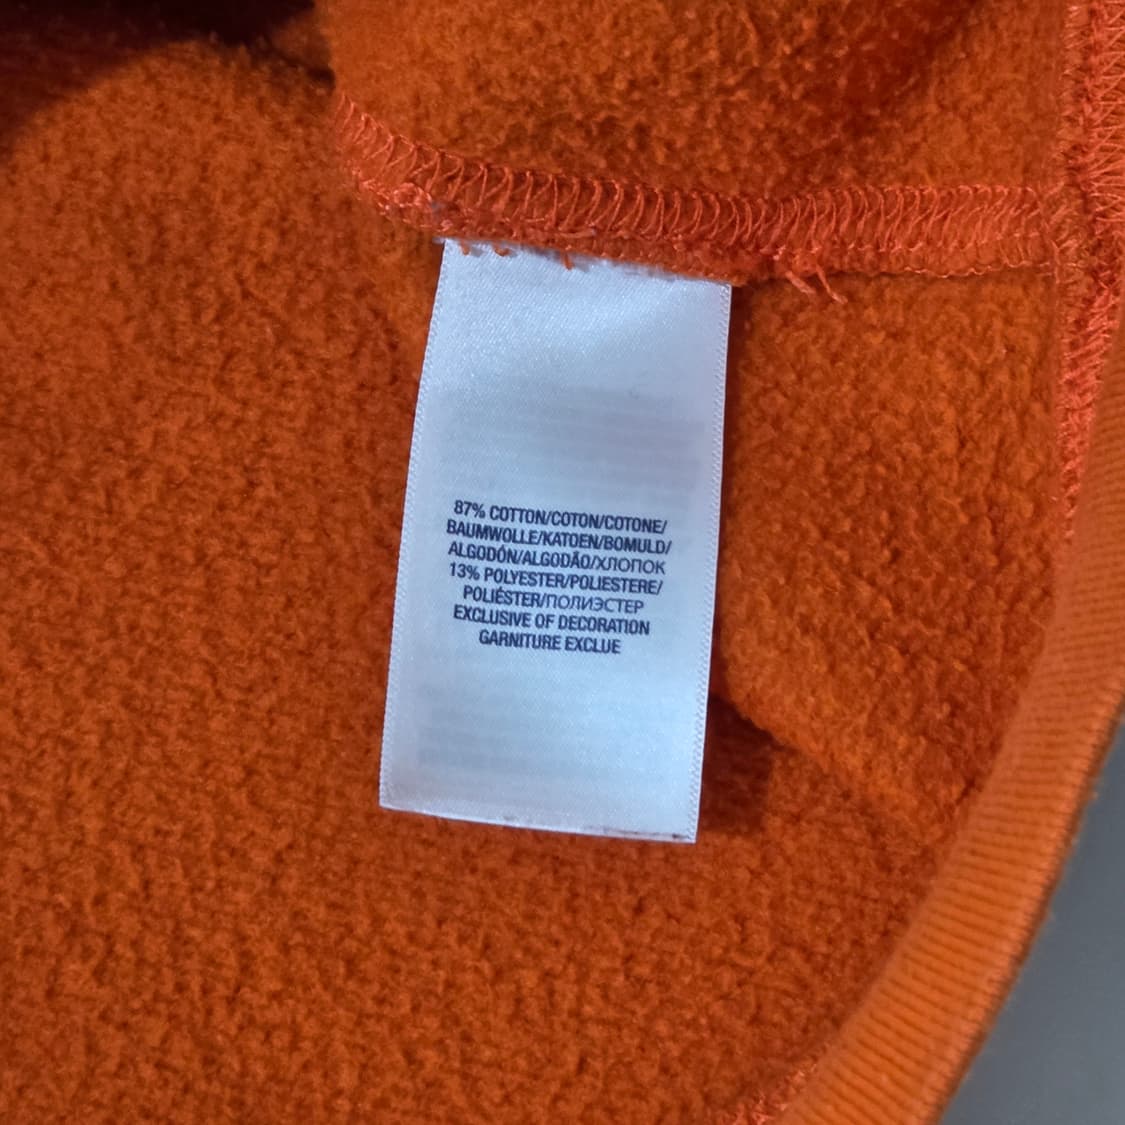 87% COTTON/COTON/COTONE/
BAUMWOLLE/KATOEN/BOMULD/
ALGODÓN/ALGODÃO/ХЛОПОК
13% POLYESTER/POLIESTERE/
POLIÉSTER/ПОЛИЭСТЕР
EXCLUSIVE OF DECORATION
GARNITURE EXCLUE